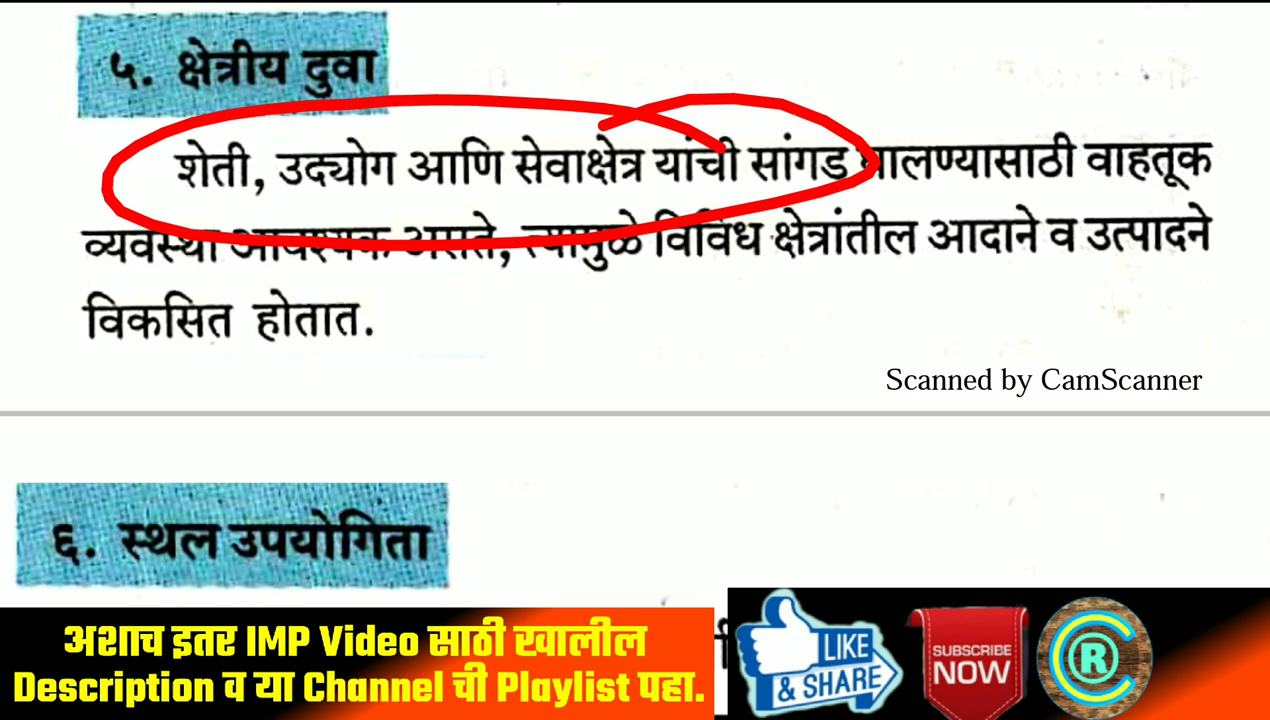 ५. क्षेत्रीय दुवा
शेती, उद्योग आणि सेवाक्षेत्र यांची सांगड घालण्यासाठी वाहतूक
व्यवस्था आवश्यक असते, त्यामुळे विविध क्षेत्रांतील आदाने व उत्पादने
विकसित होतात.
Scanned by CamScanner
६. स्थल उपयोगिता
अशाच इतर IMP Video साठी खालील
Description व या Channel ची Playlist पहा.
LIKE
& SHARE
SUBSCRIBE
NOW
R